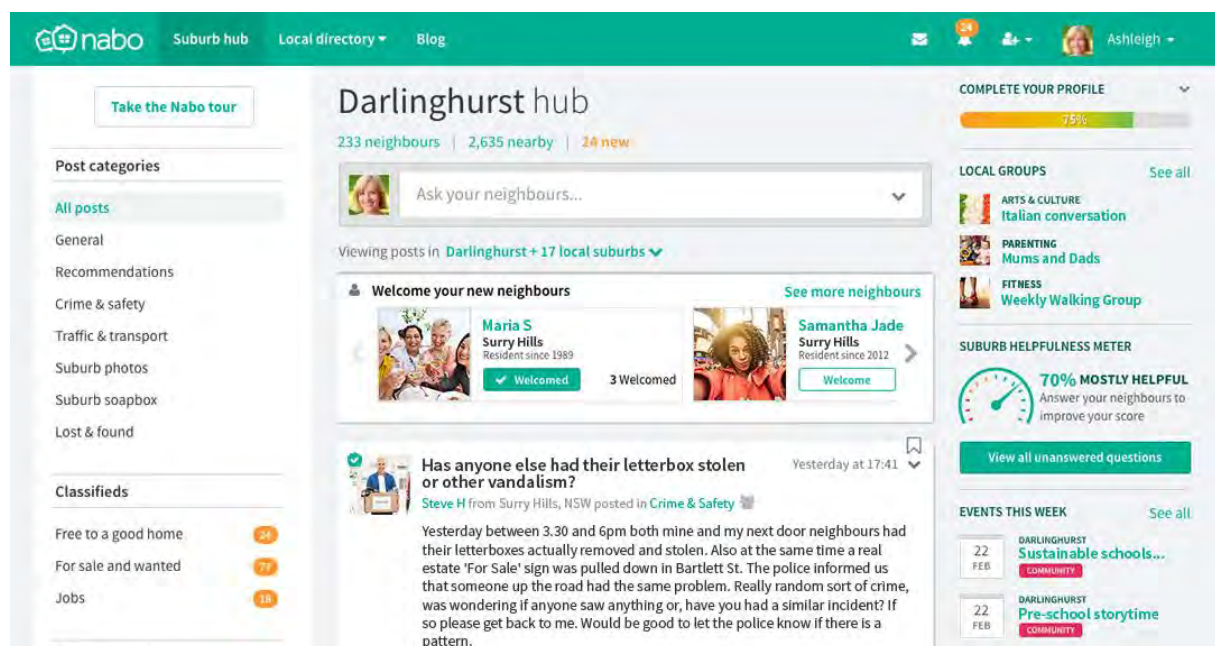 nabo
Suburb hub
Local directory
Blog
24
Ashleigh
Take the Nabo tour
Post categories
All posts
General
Recommendations
Crime & safety
Traffic & transport
Suburb photos
Suburb soapbox
Lost & found
Classifieds
Free to a good home 24
For sale and wanted 77
Jobs 18
Darlinghurst hub
233 neighbours | 2,635 nearby | 24 new
Ask your neighbours...
Viewing posts in Darlinghurst + 17 local suburbs
Welcome your new neighbours
See more neighbours
Maria S
Surry Hills
Resident since 1989
Welcomed
3 Welcomed
Samantha Jade
Surry Hills
Resident since 2012
Welcome
Has anyone else had their letterbox stolen
or other vandalism?
Yesterday at 17:41
Steve H from Surry Hills, NSW posted in Crime & Safety
Yesterday between 3.30 and 6pm both mine and my next door neighbours had
their letterboxes actually removed and stolen. Also at the same time a real
estate 'For Sale' sign was pulled down in Bartlett St. The police informed us
that someone up the road had the same problem. Really random sort of crime,
was wondering if anyone saw anything or, have you had a similar incident? If
so please get back to me. Would be good to let the police know if there is a
pattern.
COMPLETE YOUR PROFILE
75%
LOCAL GROUPS
See all
ARTS & CULTURE
Italian conversation
PARENTING
Mums and Dads
FITNESS
Weekly Walking Group
SUBURB HELPFULNESS METER
70% MOSTLY HELPFUL
Answer your neighbours to
improve your score
View all unanswered questions
EVENTS THIS WEEK
See all
22
FEB
DARLINGHURST
Sustainable schools...
COMMUNITY
22
FEB
DARLINGHURST
Pre-school storytime
COMMUNITY